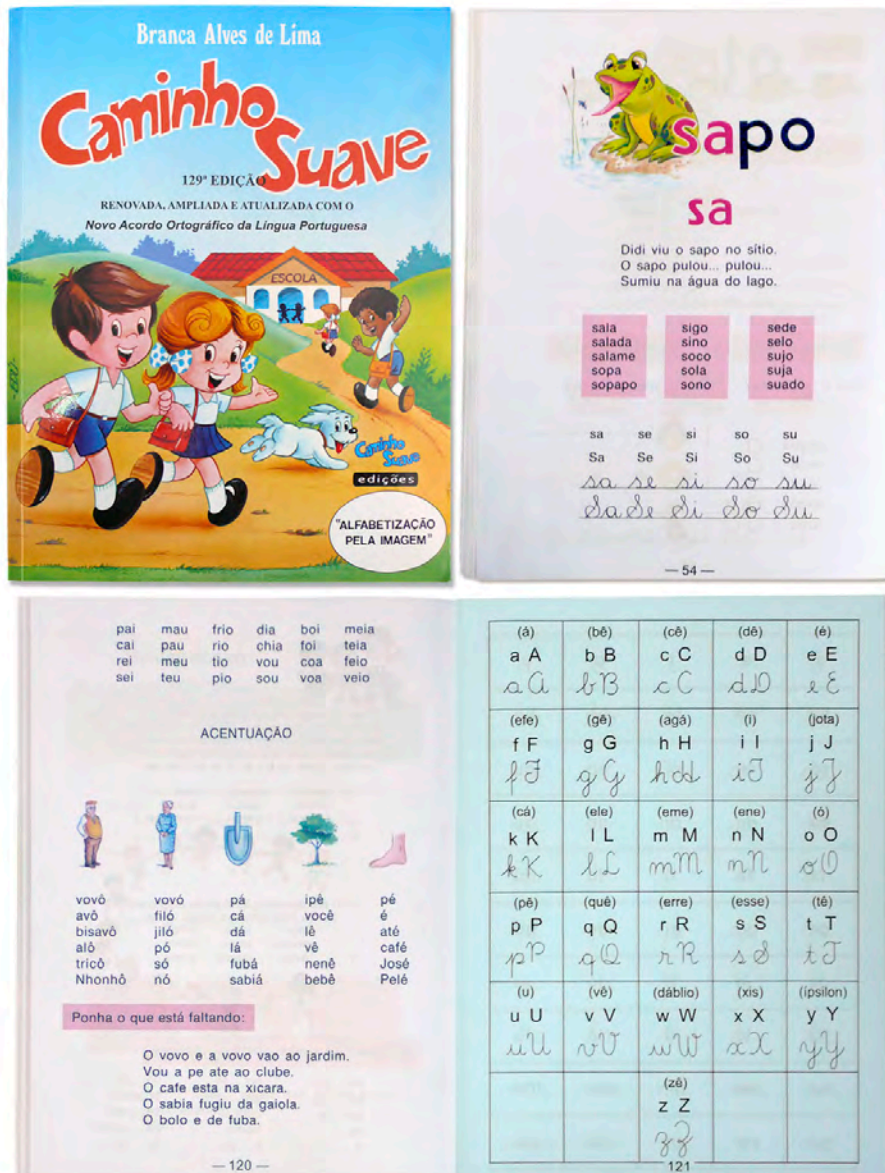 Branca Alves de Lima
Caminho
Suave
129ª EDIÇÃO
RENOVADA, AMPLIADA E ATUALIZADA COM O
Novo Acordo Ortográfico da Língua Portuguesa
ESCOLA
Caminho
Suave
edições
"ALFABETIZAÇÃO
PELA IMAGEM"
sapo
sa
Didi viu o sapo no sítio.
O sapo pulou... pulou...
Sumiu na água do lago.
sala sigo sede
salada sino selo
salame soco sujo
sopa sola suja
sopapo sono suado
sa se si so su
Sa Se Si So Su
sa se si so su
Sa Se Si So Su
— 54 —
pai mau frio dia boi meia
cai pau rio chia foi teia
rei meu tio vou coa feio
sei teu pio sou voa veio
ACENTUAÇÃO
vovô vovó pá ipê pé
avô filó cá você é
bisavô jiló dá lê até
alô pó lá vê café
tricô só fubá nenê José
Nhonhô nó sabiá bebê Pelé
Ponha o que está faltando:
O vovo e a vovo vao ao jardim.
Vou a pe ate ao clube.
O cafe esta na xicara.
O sabia fugiu da gaiola.
O bolo e de fuba.
— 120 —
(á) (bê) (cê) (dê) (é)
a A b B c C d D e E
a A b B c C d D e E
(efe) (gê) (agá) (i) (jota)
f F g G h H i I j J
f F g G h H i I j J
(cá) (ele) (eme) (ene) (ó)
k K l L m M n N o O
k K l L m M n N o O
(pê) (quê) (erre) (esse) (tê)
p P q Q r R s S t T
p P q Q r R s S t T
(u) (vê) (dáblio) (xis) (ípsilon)
u U v V w W x X y Y
u U v V w W x X y Y
(zê)
z Z
z Z
121